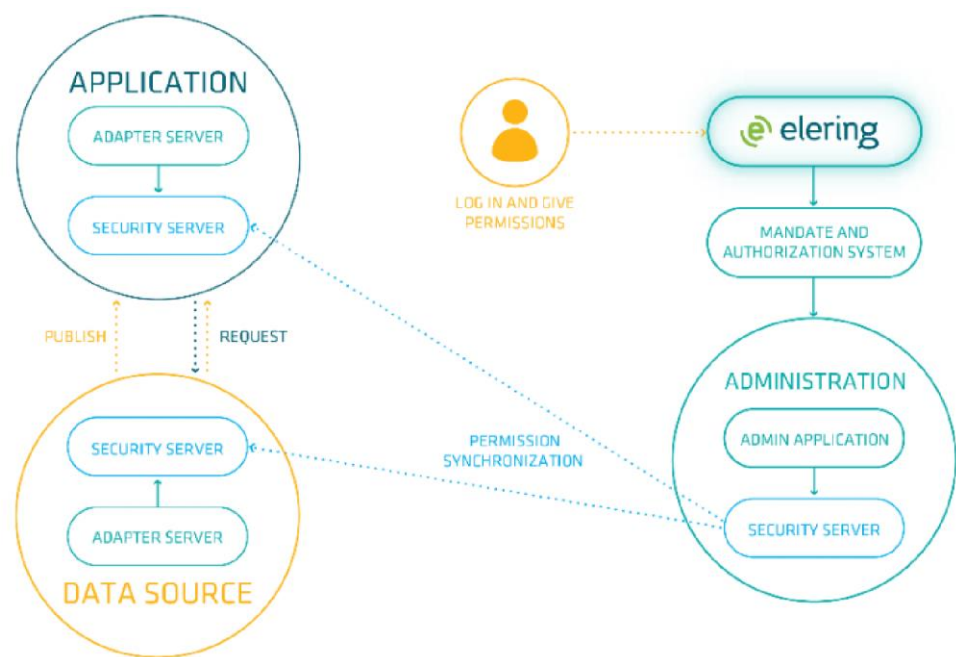 APPLICATION
ADAPTER SERVER
SECURITY SERVER
PUBLISH
REQUEST
SECURITY SERVER
ADAPTER SERVER
DATA SOURCE
LOG IN AND GIVE
PERMISSIONS
PERMISSION
SYNCHRONIZATION
elering
MANDATE AND
AUTHORIZATION SYSTEM
ADMINISTRATION
ADMIN APPLICATION
SECURITY SERVER